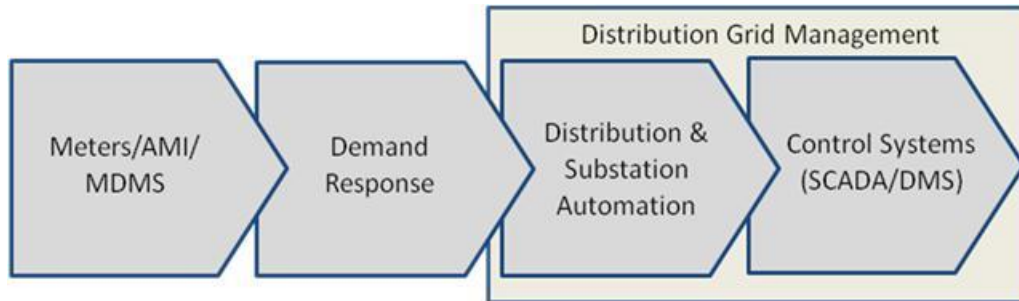 Distribution Grid Management
Meters/AMI/
MDMS
Demand
Response
Distribution &
Substation
Automation
Control Systems
(SCADA/DMS)